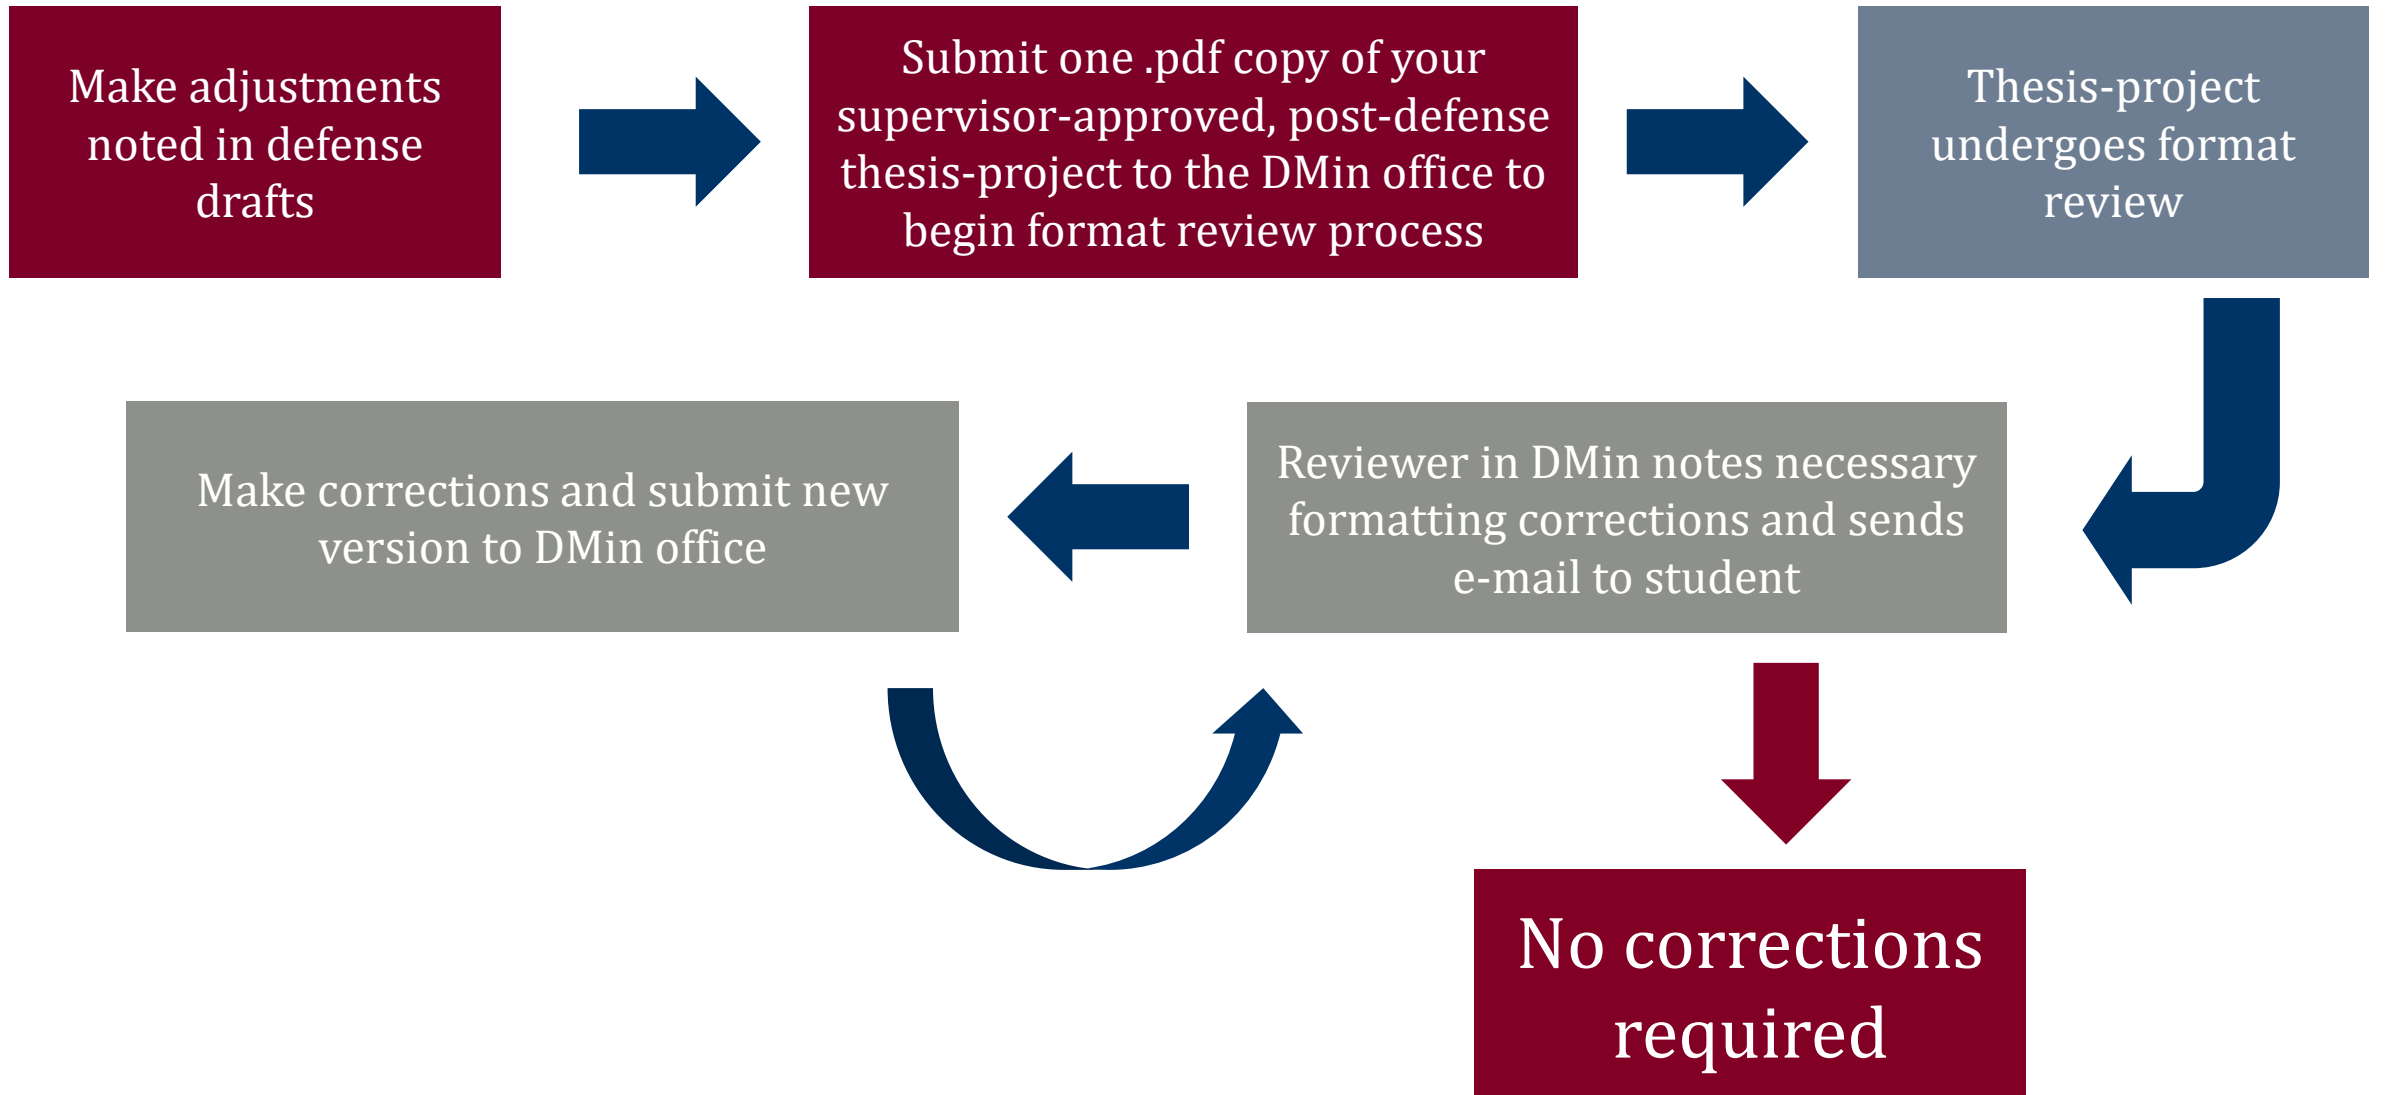 Make adjustments
noted in defense
drafts
Submit one .pdf copy of your
supervisor-approved, post-defense
thesis-project to the DMin office to
begin format review process
Thesis-project
undergoes format
review
Reviewer in DMin notes necessary
formatting corrections and sends
e-mail to student
Make corrections and submit new
version to DMin office
No corrections
required